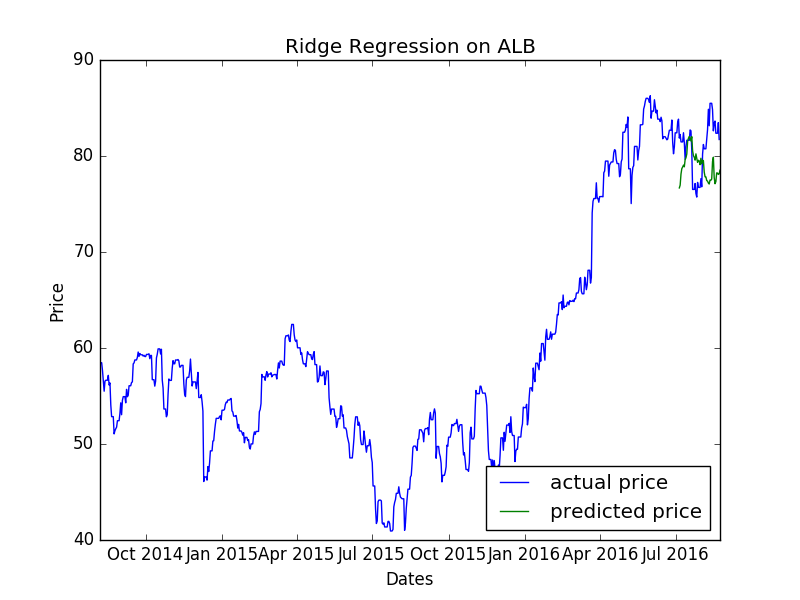 Ridge Regression on ALB
90
80
70
60
50
40
Price
actual price
predicted price
Oct 2014 Jan 2015 Apr 2015 Jul 2015 Oct 2015 Jan 2016 Apr 2016 Jul 2016
Dates